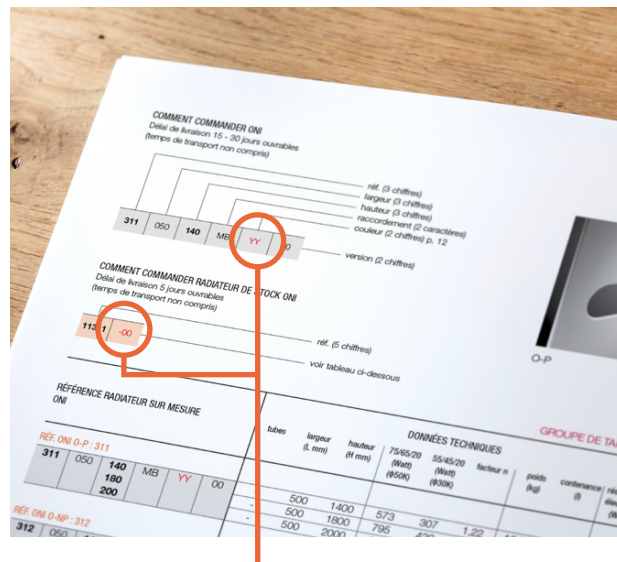 COMMENT COMMANDER ONI
Délai de livraison 15 - 30 jours ouvrables
(temps de transport non compris)
réf. (3 chiffres)
largeur (3 chiffres)
hauteur (3 chiffres)
raccordement (2 caractères)
couleur (2 chiffres) p. 12
version (2 chiffres)
311 050 140 YY
COMMENT COMMANDER RADIATEUR DE STOCK ONI
Délai de livraison 5 jours ouvrables
(temps de transport non compris)
réf. (5 chiffres)
voir tableau ci-dessous
-00
O-P
RÉFÉRENCE RADIATEUR SUR MESURE
ONI
GROUPE DE
DONNÉES TECHNIQUES
tubes largeur hauteur 75/65/20 55/45/20 facteur n poids contenance
(L mm) (H mm) (Watt) (Watt) (kg) (l)
(ϕ50K) (ϕ30K)
RÉF. ONI O-P : 311
311 050 140 MB YY 00
180
200
- 500 1400 573 307 1.22
- 500 1800 795
- 500 2000
RÉF. ONI O-NP : 312
312 050